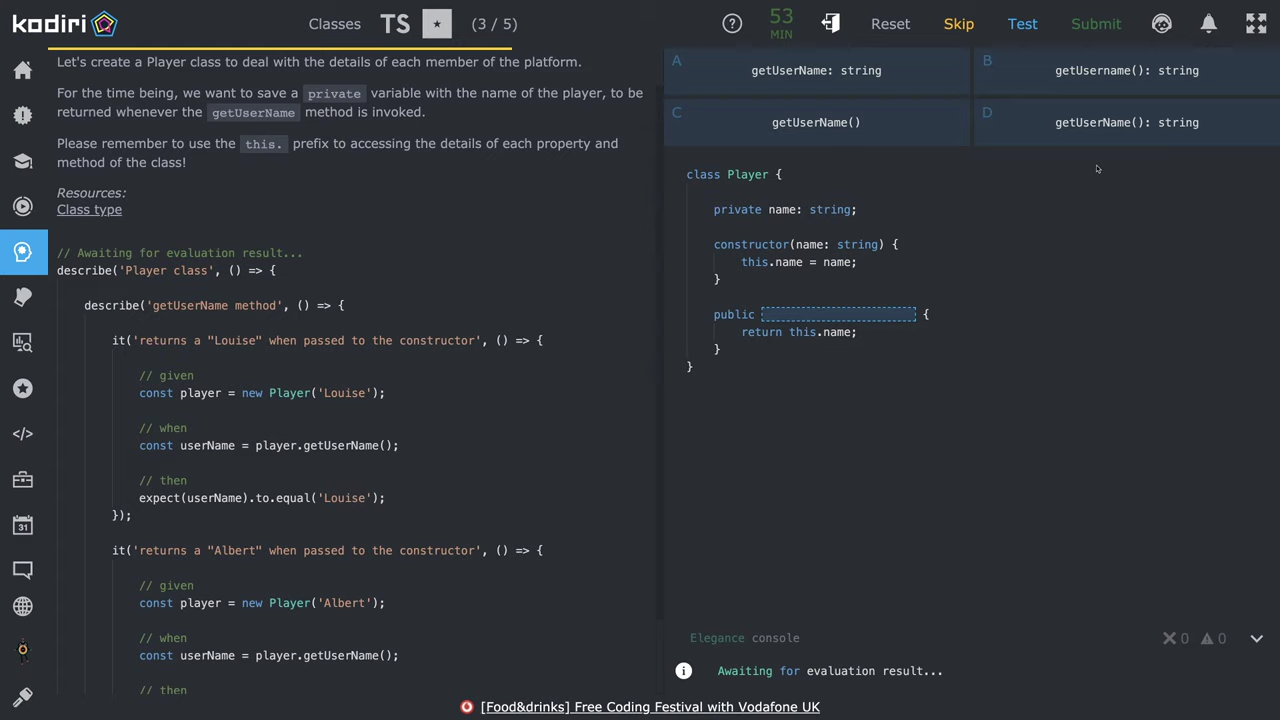 kodiri
Classes TS ★ (3 / 5)
53
MIN
Reset
Skip
Test
Submit
Let's create a Player class to deal with the details of each member of the platform.
For the time being, we want to save a private variable with the name of the player, to be
returned whenever the getUserName method is invoked.
Please remember to use the this. prefix to accessing the details of each property and
method of the class!
Resources:
Class type
// Awaiting for evaluation result...
describe('Player class', () => {
describe('getUserName method', () => {
it('returns a "Louise" when passed to the constructor', () => {
// given
const player = new Player('Louise');
// when
const userName = player.getUserName();
// then
expect(userName).to.equal('Louise');
});
it('returns a "Albert" when passed to the constructor', () => {
// given
const player = new Player('Albert');
// when
const userName = player.getUserName();
// then
A getUserName: string
B getUsername(): string
C getUserName()
D getUserName(): string
class Player {
private name: string;
constructor(name: string) {
this.name = name;
}
public {
return this.name;
}
}
Elegance console
0 0
Awaiting for evaluation result...
31
[Food&drinks] Free Coding Festival with Vodafone UK